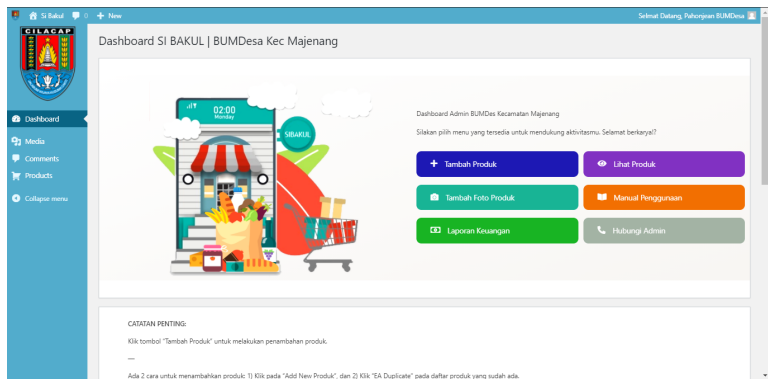 Si Bakul 0 + New Selmat Datang, Pahonjean BUMDesa
CILACAP
Dashboard SI BAKUL | BUMDesa Kec Majenang
02:00
Monday
SIBAKUL
Dashboard Admin BUMDes Kecamatan Majenang
Silakan pilih menu yang tersedia untuk mendukung aktivitasmu. Selamat berkarya!?
Dashboard
Media
Comments
Products
Collapse menu
+ Tambah Produk
Lihat Produk
Tambah Foto Produk
Manual Penggunaan
Laporan Keuangan
Hubungi Admin
CATATAN PENTING:
Klik tombol "Tambah Produk" untuk melakukan penambahan produk.
—
Ada 2 cara untuk menambahkan produk: 1) Klik pada "Add New Produk", dan 2) Klik "EA Duplicate" pada daftar produk yang sudah ada.